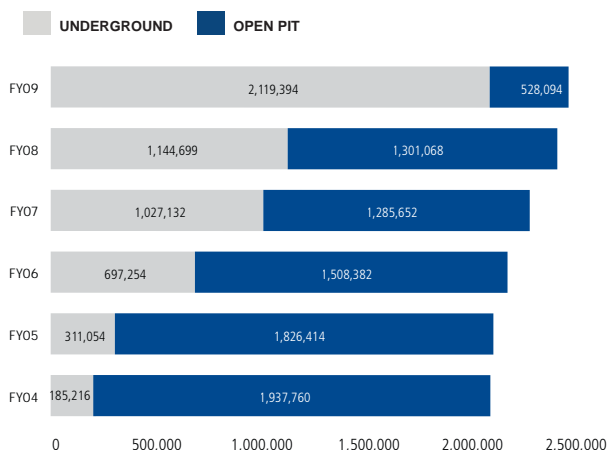 UNDERGROUND OPEN PIT
FY09 2,119,394 528,094
FY08 1,144,699 1,301,068
FY07 1,027,132 1,285,652
FY06 697,254 1,508,382
FY05 311,054 1,826,414
FY04 185,216 1,937,760
0 500.000 1.000.000 1.500.000 2.000.000 2.500.000